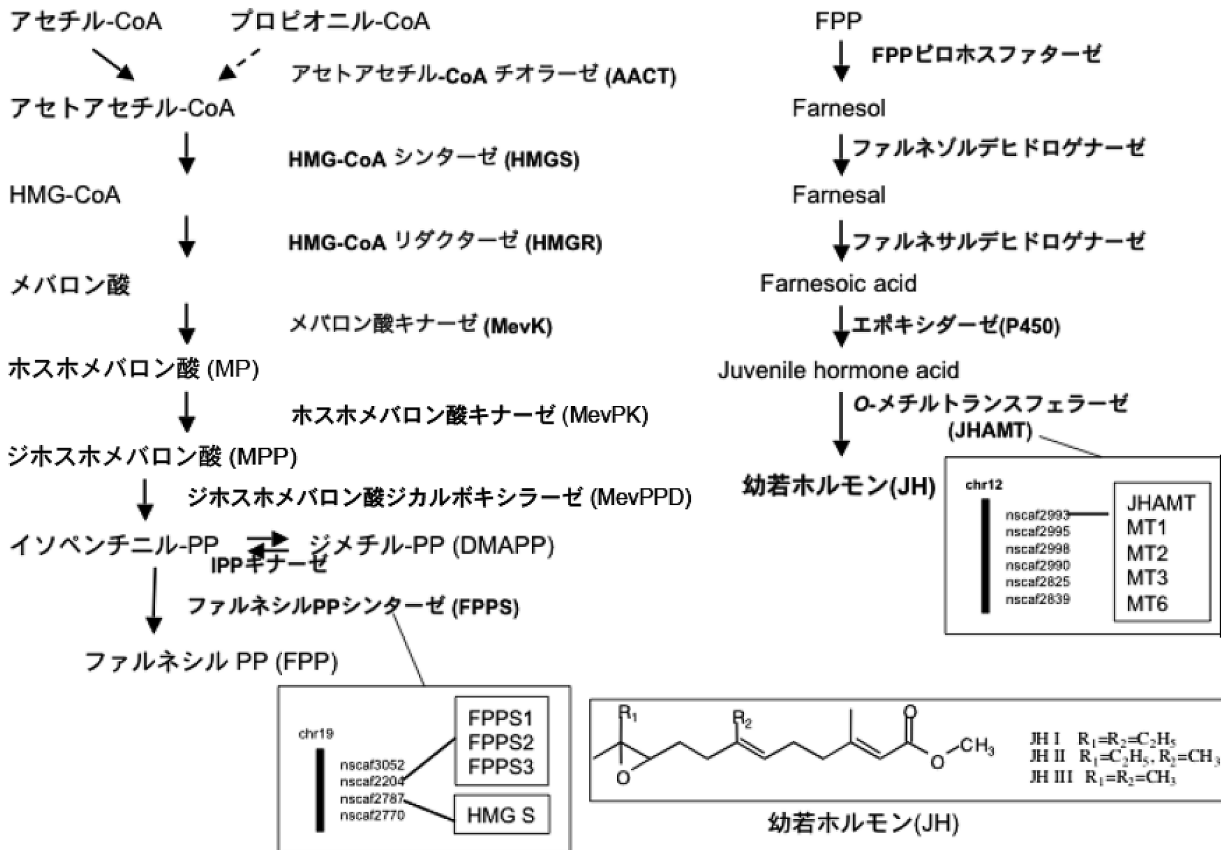 アセチル-CoA
プロピオニル-CoA
アセトアセチル-CoA チオラーゼ (AACT)
アセトアセチル-CoA
HMG-CoA シンターゼ (HMGS)
HMG-CoA
HMG-CoA リダクターゼ (HMGR)
メバロン酸
メバロン酸キナーゼ (MevK)
ホスホメバロン酸 (MP)
ホスホメバロン酸キナーゼ (MevPK)
ジホスホメバロン酸 (MPP)
ジホスホメバロン酸ジカルボキシラーゼ (MevPPD)
イソペンチニル-PP
ジメチル-PP (DMAPP)
IPPキナーゼ
ファルネシルPPシンターゼ (FPPS)
ファルネシル PP (FPP)
chr19
nscaf3052
nscaf2204
nscaf2787
nscaf2770
FPPS1
FPPS2
FPPS3
HMG S
FPP
FPPピロホスファターゼ
Farnesol
ファルネゾルデヒドロゲナーゼ
Farnesal
ファルネサルデヒドロゲナーゼ
Farnesoic acid
エポキシダーゼ(P450)
Juvenile hormone acid
O-メチルトランスフェラーゼ
(JHAMT)
幼若ホルモン(JH)
chr12
nscaf2993
nscaf2995
nscaf2998
nscaf2990
nscaf2825
nscaf2839
JHAMT
MT1
MT2
MT3
MT6
R1
R2
O
O
O
CH3
JH I R1=R2=C2H5
JH II R1=C2H5, R2=CH3
JH III R1=R2=CH3
幼若ホルモン(JH)